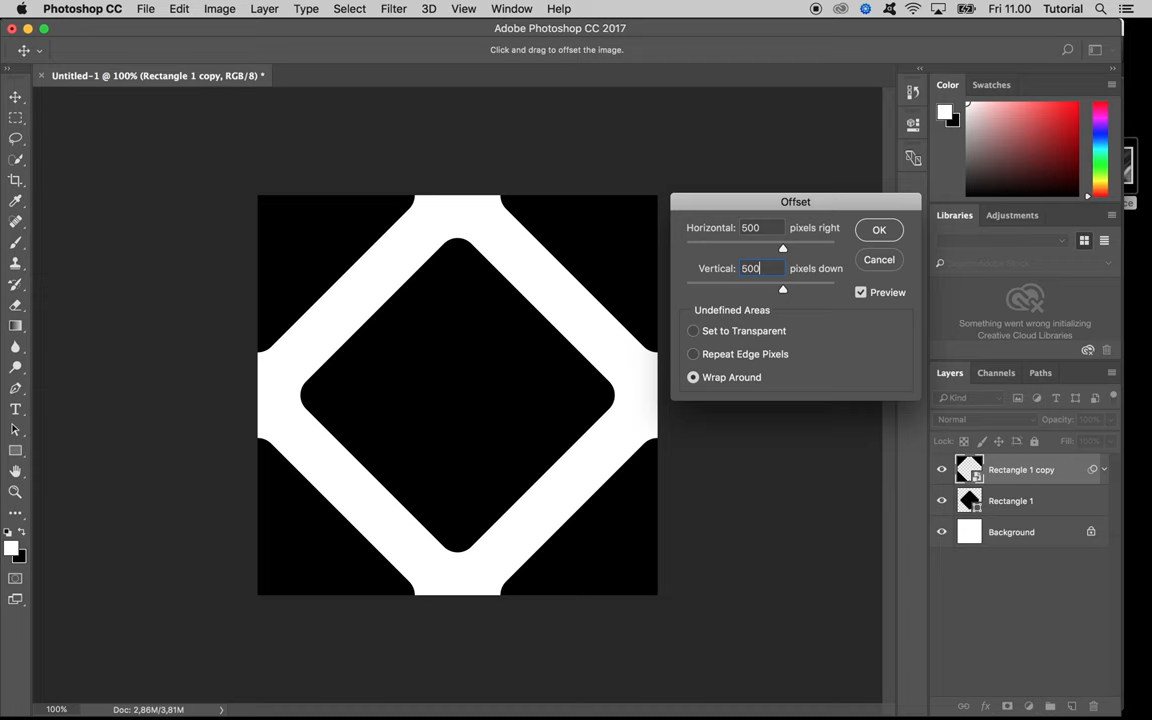 Photoshop CC File Edit Image Layer Type Select Filter 3D View Window Help Fri 11.00 Tutorial
Adobe Photoshop CC 2017
Click and drag to offset the image.
Untitled-1 @ 100% (Rectangle 1 copy, RGB/8) *
Color Swatches
Offset
Horizontal: 500 pixels right
OK
Vertical: 500 pixels down
Cancel
Preview
Undefined Areas
Set to Transparent
Repeat Edge Pixels
Wrap Around
Libraries Adjustments
Something went wrong initializing
Creative Cloud Libraries
Layers Channels Paths
Kind
Normal Opacity: 100%
Lock: Fill: 100%
Rectangle 1 copy
Rectangle 1
Background
100% Doc: 2,86M/3,81M